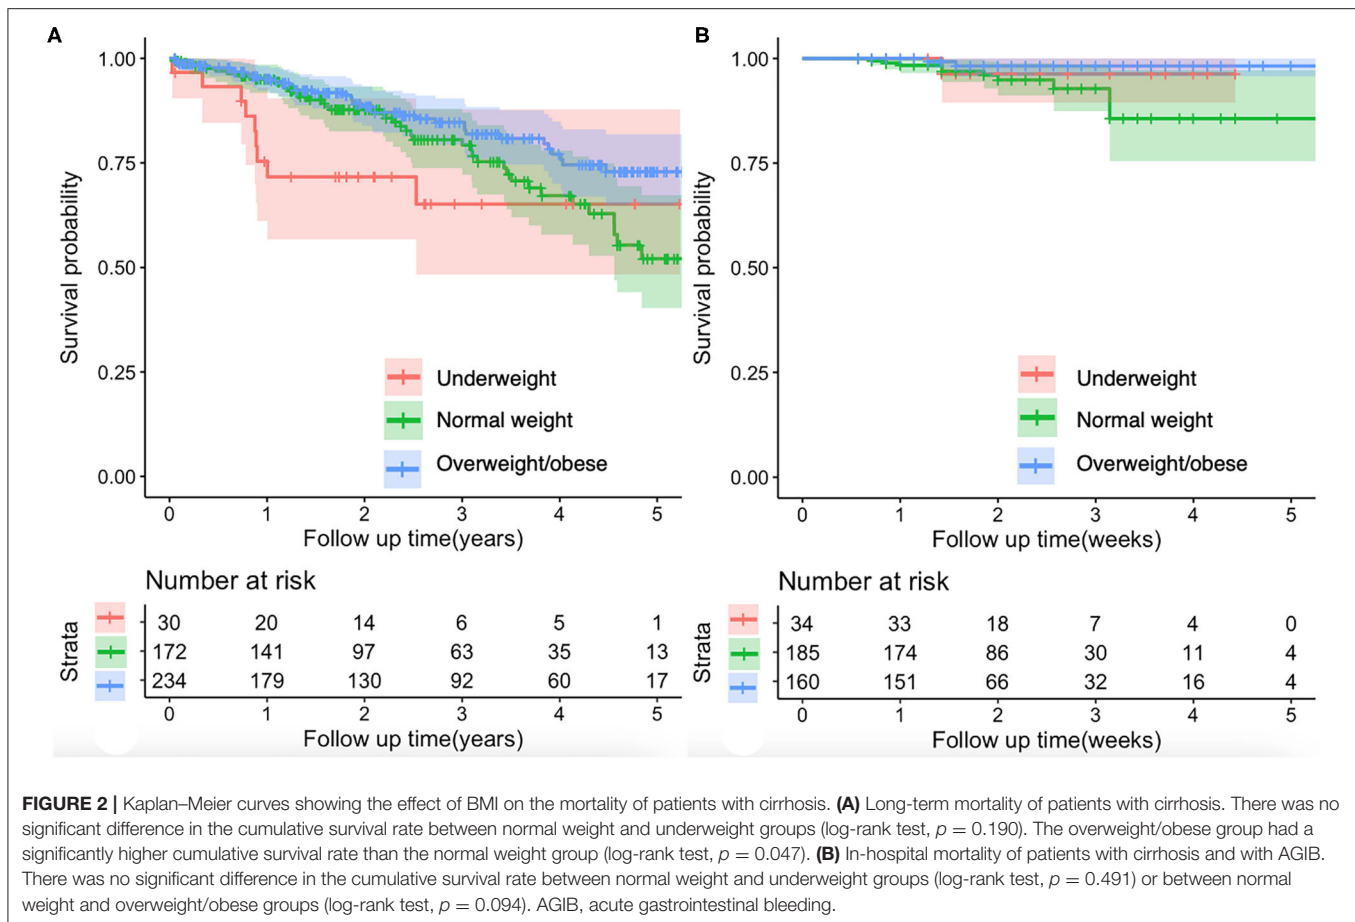 A
1.00
0.75
0.50
0.25
0.00
Survival probability
Underweight
Normal weight
Overweight/obese
0 1 2 3 4 5
Follow up time(years)
Number at risk
Strata
30 20 14 6 5 1
172 141 97 63 35 13
234 179 130 92 60 17
0 1 2 3 4 5
Follow up time(years)
B
1.00
0.75
0.50
0.25
0.00
Survival probability
Underweight
Normal weight
Overweight/obese
0 1 2 3 4 5
Follow up time(weeks)
Number at risk
Strata
34 33 18 7 4 0
185 174 86 30 11 4
160 151 66 32 16 4
0 1 2 3 4 5
Follow up time(weeks)
FIGURE 2 | Kaplan–Meier curves showing the effect of BMI on the mortality of patients with cirrhosis. (A) Long-term mortality of patients with cirrhosis. There was no
significant difference in the cumulative survival rate between normal weight and underweight groups (log-rank test, p = 0.190). The overweight/obese group had a
significantly higher cumulative survival rate than the normal weight group (log-rank test, p = 0.047). (B) In-hospital mortality of patients with cirrhosis and with AGIB.
There was no significant difference in the cumulative survival rate between normal weight and underweight groups (log-rank test, p = 0.491) or between normal
weight and overweight/obese groups (log-rank test, p = 0.094). AGIB, acute gastrointestinal bleeding.